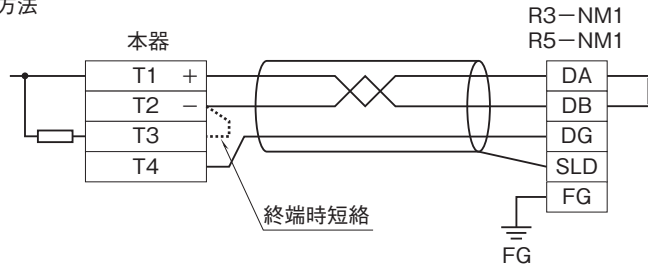 方法
R3－NM1
R5－NM1
本器
T1 +
T2 －
T3
T4
DA
DB
DG
SLD
FG
終端時短絡
FG